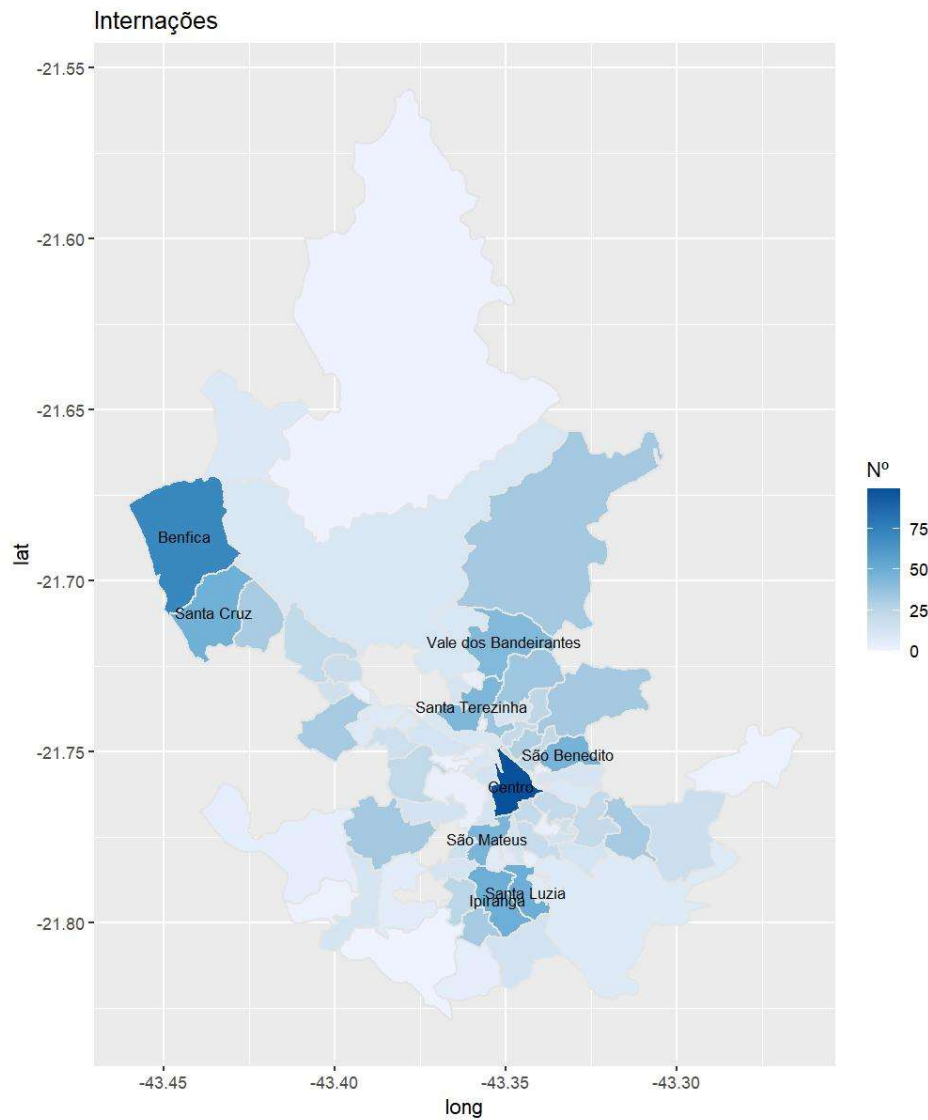 Internações
-21.55
-21.60
-21.65
-21.70
-21.75
-21.80
lat
Benfica
Santa Cruz
Vale dos Bandeirantes
Santa Terezinha
São Benedito
Centro
São Mateus
Santa Luzia
Ipiranga
-43.45
-43.40
-43.35
-43.30
long
Nº
75
50
25
0